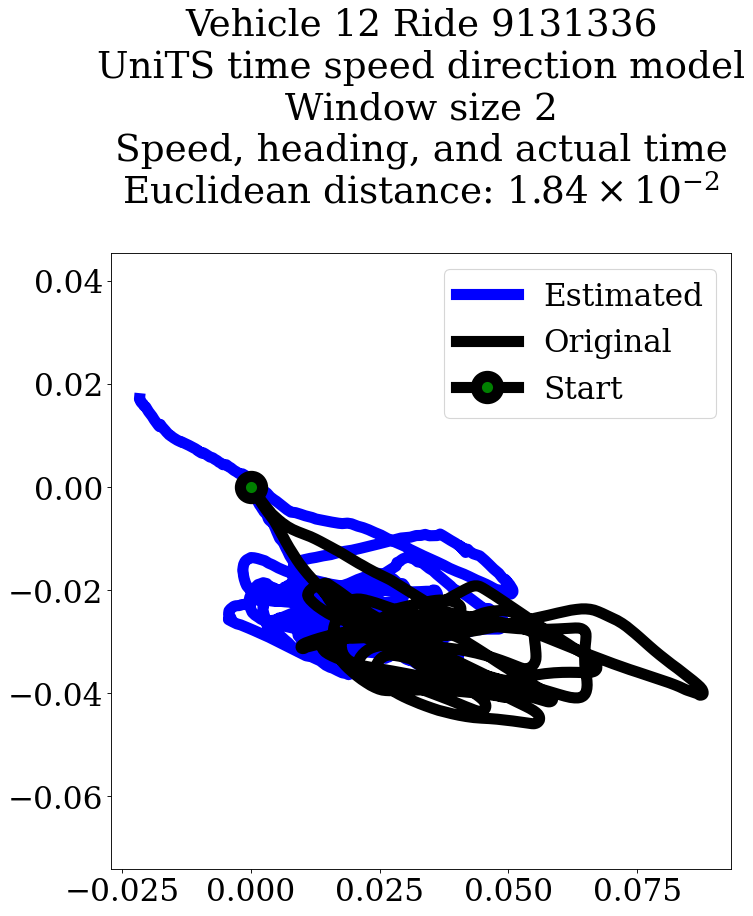 Vehicle 12 Ride 9131336
UniTS time speed direction model
Window size 2
Speed, heading, and actual time
Euclidean distance: $1.84 \times 10^{-2}$
Estimated
Original
Start
0.04
0.02
0.00
−0.02
−0.04
−0.06
−0.025 0.000 0.025 0.050 0.075